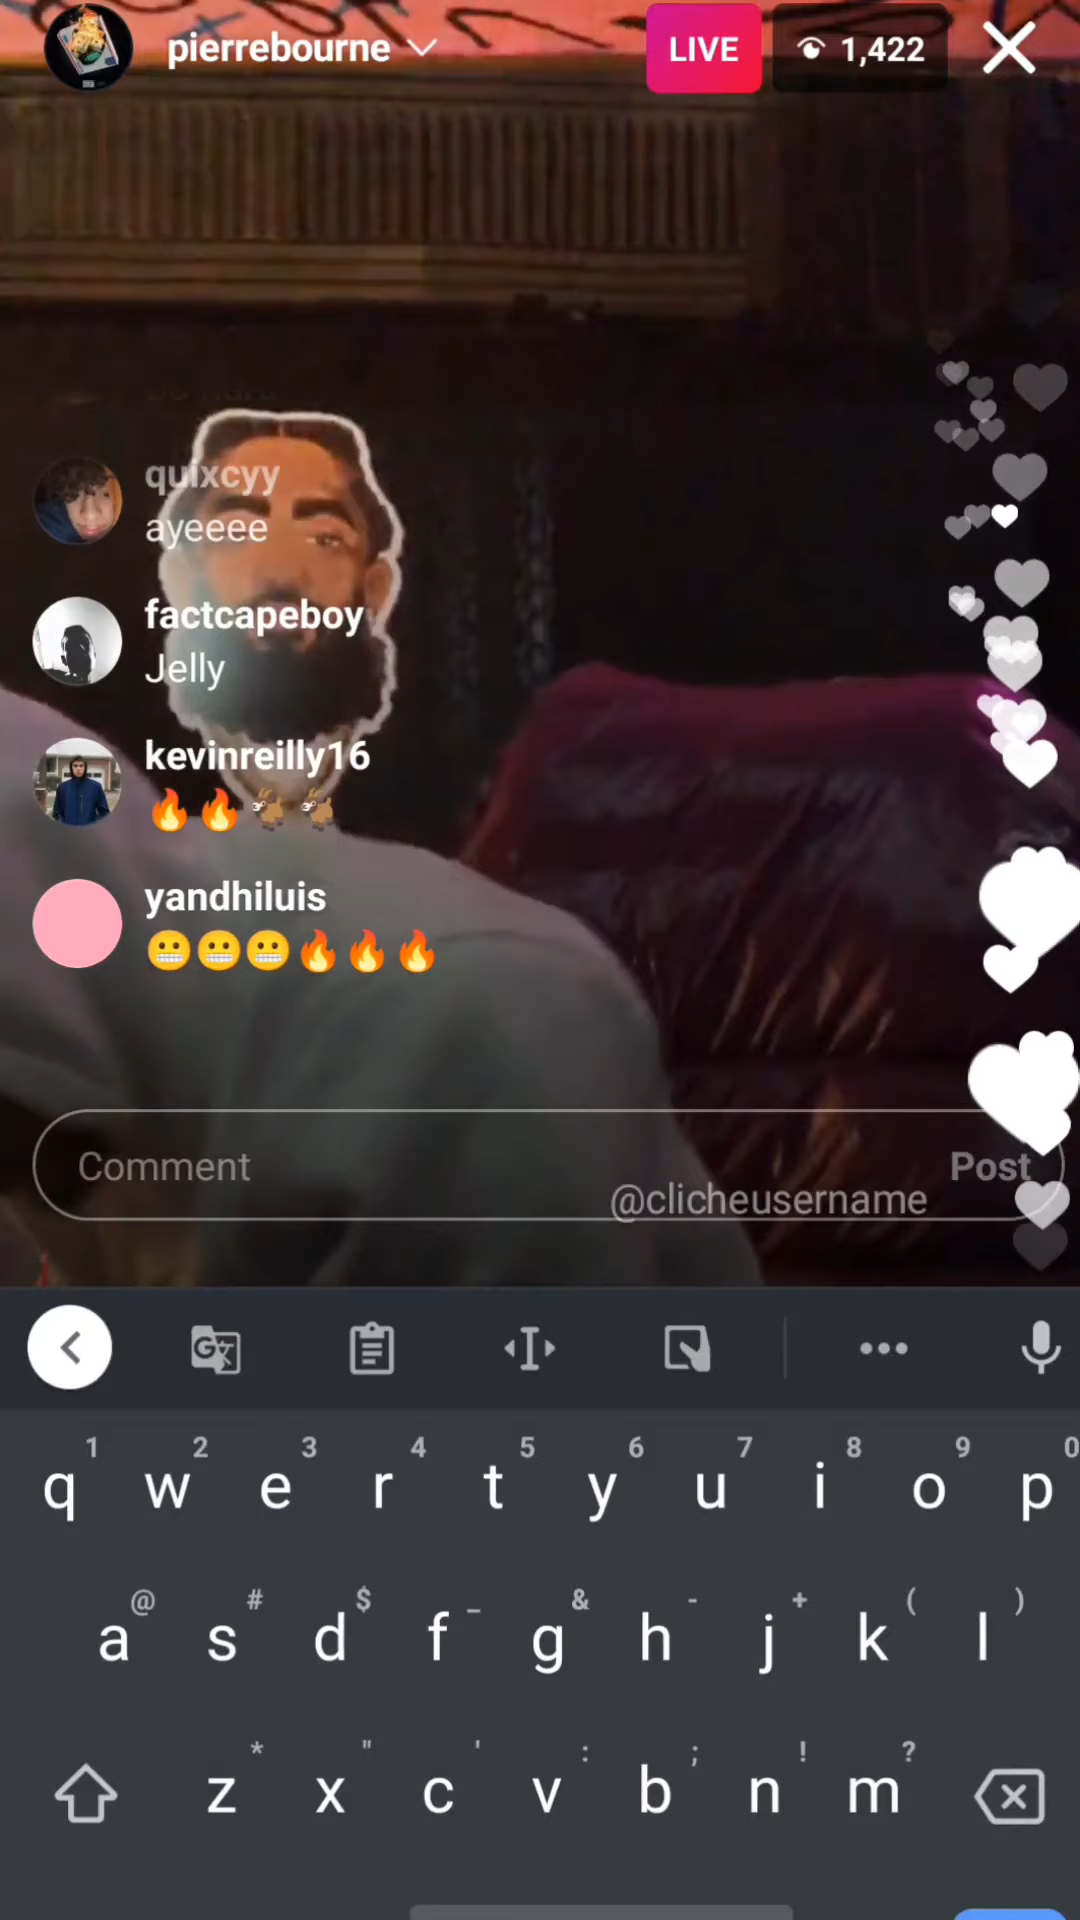 pierrebourne
LIVE
1,422
quixcyy
ayeeee
factcapeboy
Jelly
kevinreilly16
🔥🔥🐐🐐
yandhiluis
😬😬😬🔥🔥🔥
Comment
Post
@clicheusername
1 2 3 4 5 6 7 8 9 0
q w e r t y u i o p
@ # $ _ & - + ( )
a s d f g h j k l
* " ' : ; ! ?
z x c v b n m